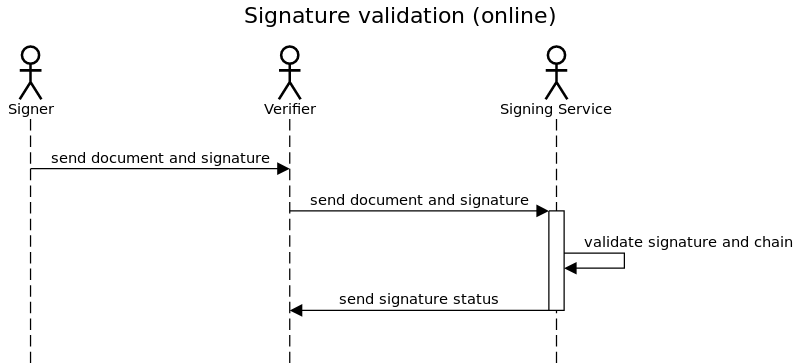 Signature validation (online)
Signer
Verifier
Signing Service
send document and signature
send document and signature
validate signature and chain
send signature status